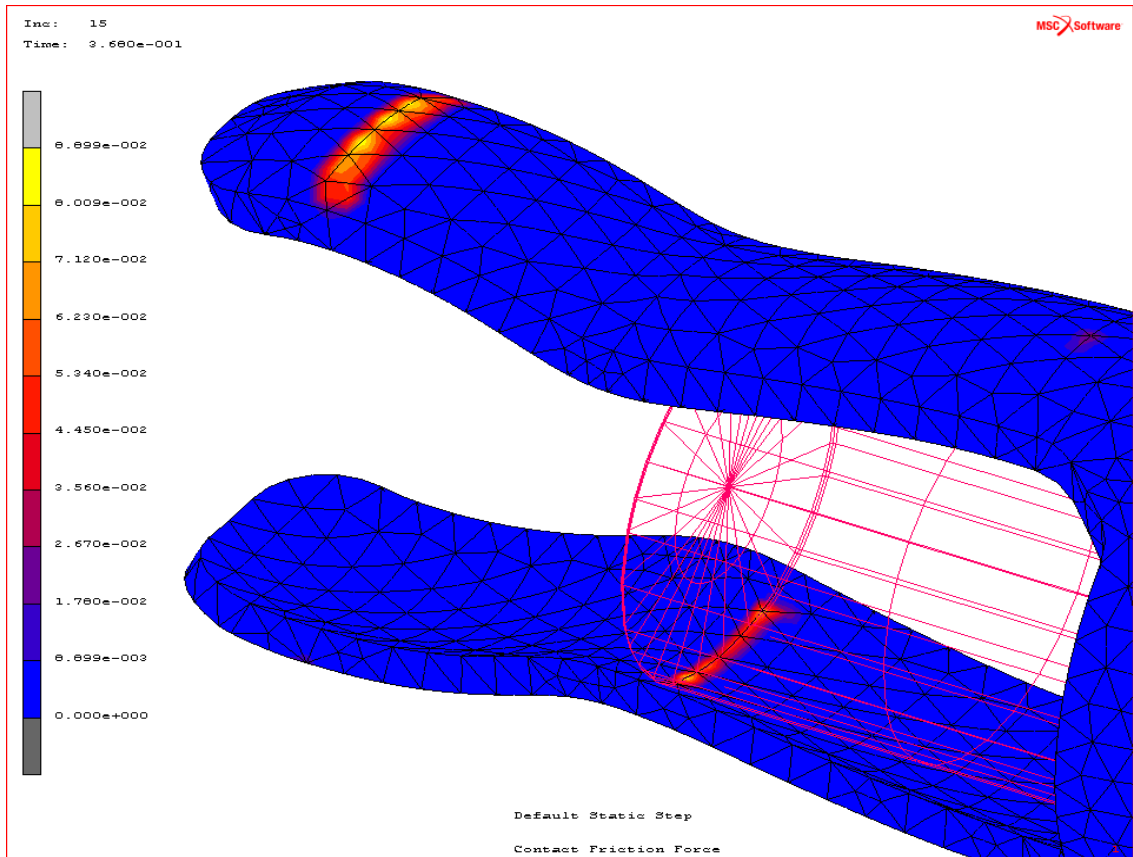 Inc: 15
Time: 3.680e-001
MSC Software
8.899e-002
8.009e-002
7.120e-002
6.230e-002
5.340e-002
4.450e-002
3.560e-002
2.670e-002
1.780e-002
8.899e-003
0.000e+000
Default Static Step
Contact Friction Force
1